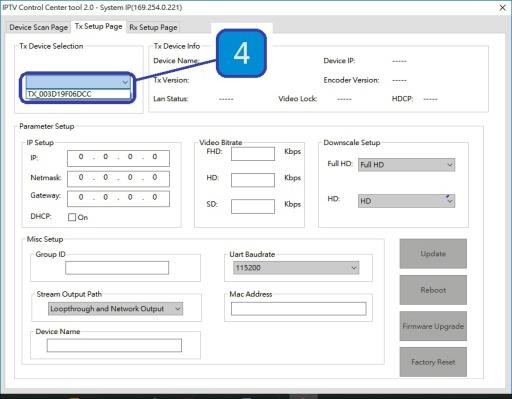 IPTV Control Center tool 2.0 - System IP(169.254.0.221)
Device Scan Page Tx Setup Page Rx Setup Page
Tx Device Selection
TX_003D19F06DCC
4
Tx Device Info
Device Name: Device IP: -----
Tx Version: Encoder Version: -----
Lan Status: ----- Video Lock: ----- HDCP: -----
Parameter Setup
IP Setup
IP: 0 . 0 . 0 . 0
Netmask: 0 . 0 . 0 . 0
Gateway: 0 . 0 . 0 . 0
DHCP: On
Video Bitrate
FHD: Kbps
HD: Kbps
SD: Kbps
Downscale Setup
Full HD: Full HD
HD: HD
Misc Setup
Group ID
Uart Baudrate
115200
Stream Output Path
Loopthrough and Network Output
Mac Address
Device Name
Update
Reboot
Firmware Upgrade
Factory Reset